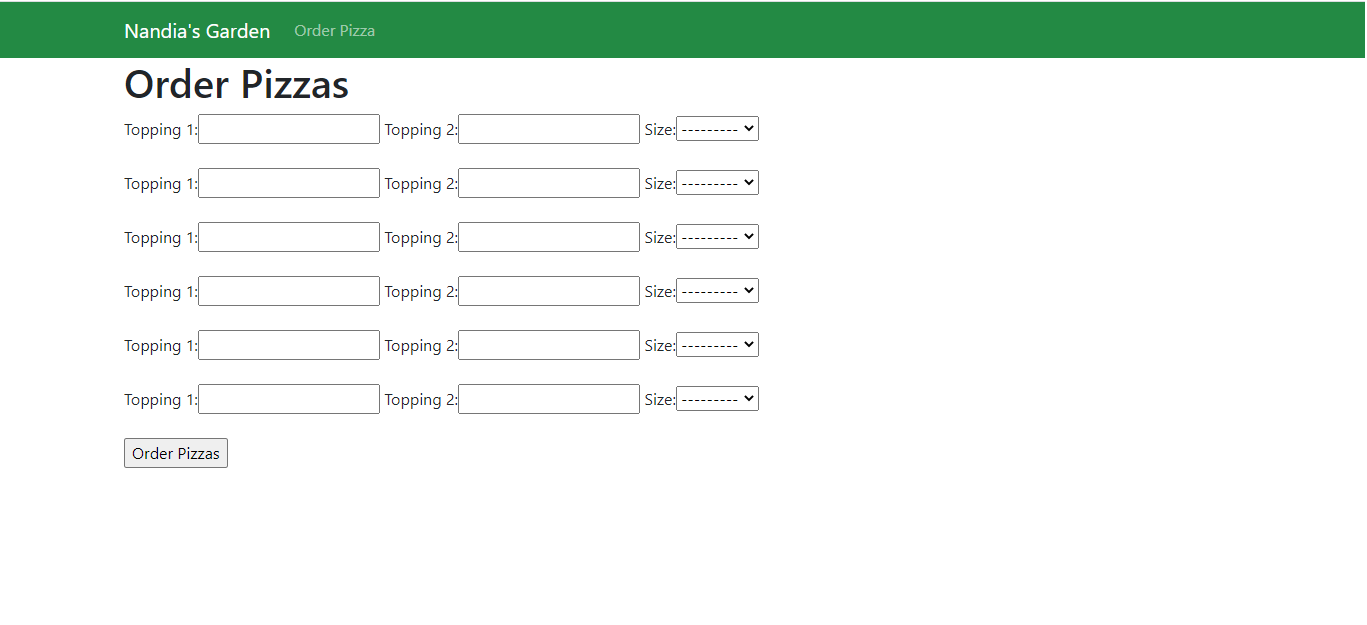 Nandia's Garden Order Pizza
Order Pizzas
Topping 1: Topping 2: Size: ---------
Topping 1: Topping 2: Size: ---------
Topping 1: Topping 2: Size: ---------
Topping 1: Topping 2: Size: ---------
Topping 1: Topping 2: Size: ---------
Topping 1: Topping 2: Size: ---------
Order Pizzas